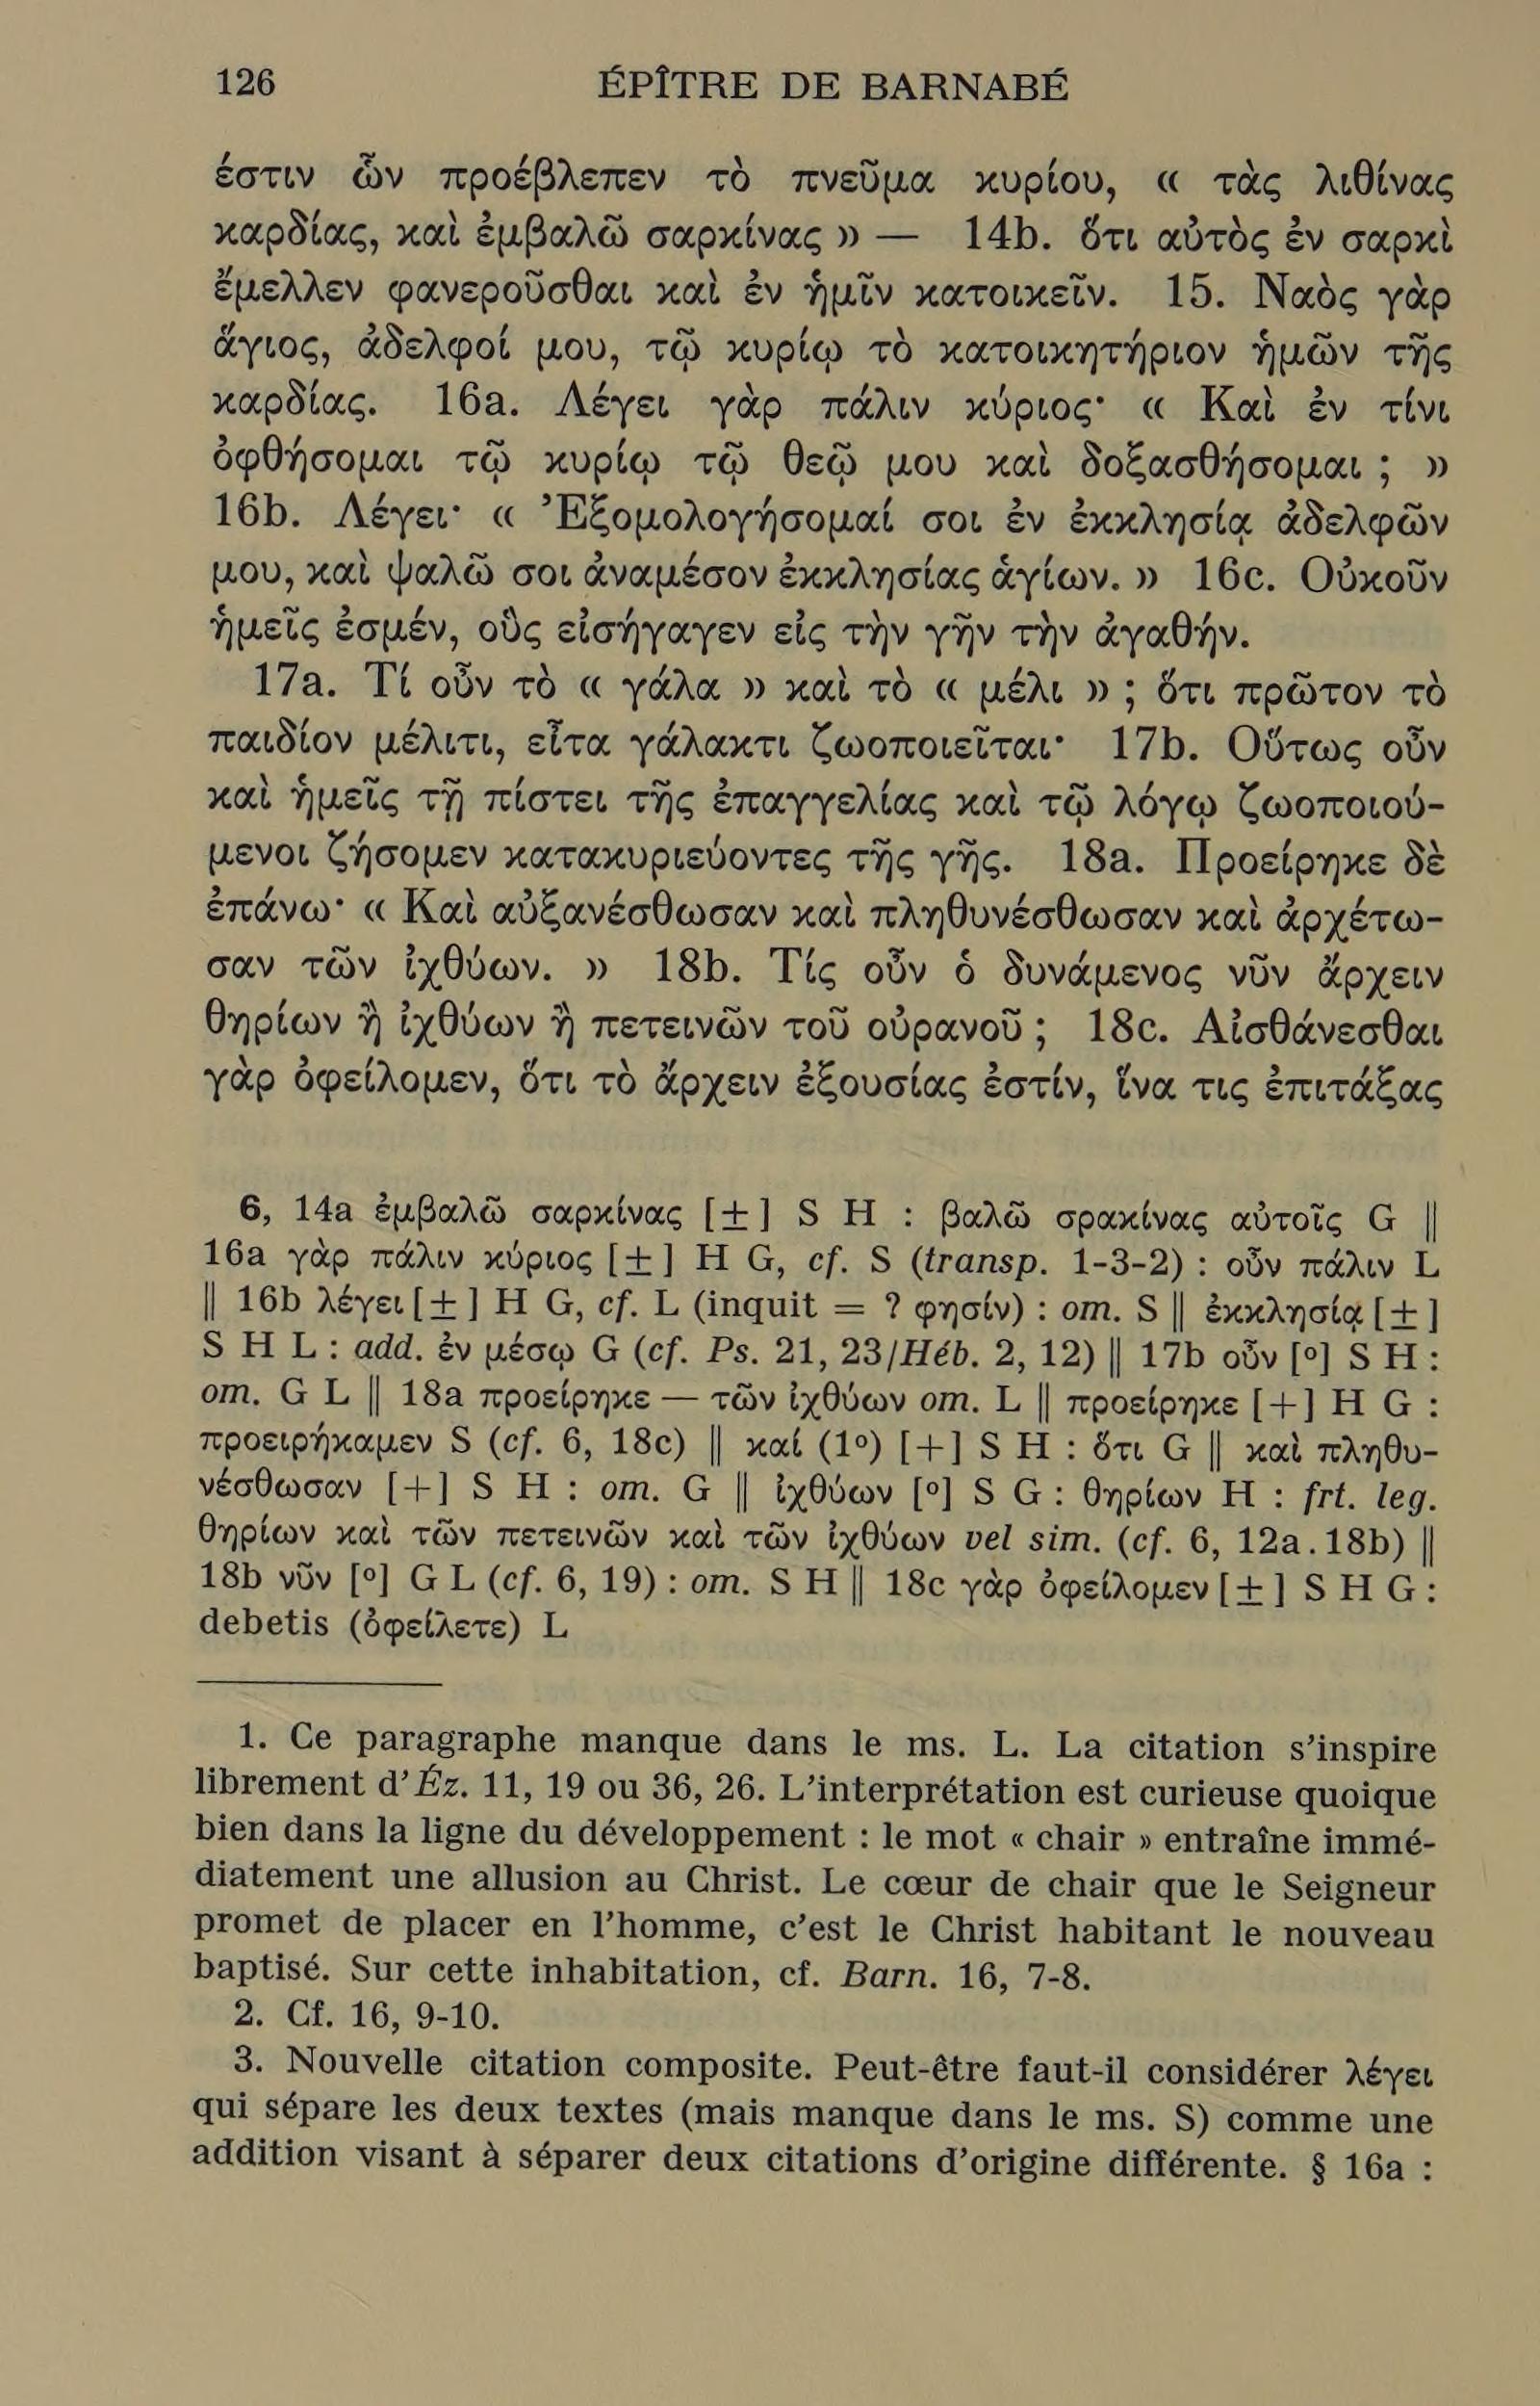 126
ÉPÎTRE DE BARNABÉ
έστιν ὧν προέβλεπεν τὸ πνεῦμα κυρίου, « τὰς λιθίνας
καρδίας, καὶ ἐμβαλῶ σαρκίνας » — 14b. ὅτι αὐτὸς ἐν σαρκὶ
ἔμελλεν φανεροῦσθαι καὶ ἐν ἡμῖν κατοικεῖν. 15. Ναὸς γὰρ
ἅγιος, ἀδελφοί μου, τῷ κυρίῳ τὸ κατοικητήριον ἡμῶν τῆς
καρδίας. 16a. Λέγει γὰρ πάλιν κύριος· « Καὶ ἐν τίνι
ὀφθήσομαι τῷ κυρίῳ τῷ θεῷ μου καὶ δοξασθήσομαι ; »
16b. Λέγει· « Ἐξομολογήσομαί σοι ἐν ἐκκλησίᾳ ἀδελφῶν
μου, καὶ ψαλῶ σοι ἀναμέσον ἐκκλησίας ἁγίων. » 16c. Οὐκοῦν
ἡμεῖς ἐσμέν, οὓς εἰσήγαγεν εἰς τὴν γῆν τὴν ἀγαθήν.
17a. Τί οὖν τὸ « γάλα » καὶ τὸ « μέλι » ; ὅτι πρῶτον τὸ
παιδίον μέλιτι, εἶτα γάλακτι ζωοποιεῖται· 17b. Οὕτως οὖν
καὶ ἡμεῖς τῇ πίστει τῆς ἐπαγγελίας καὶ τῷ λόγῳ ζωοποιού-
μενοι ζήσομεν κατακυριεύοντες τῆς γῆς. 18a. Προείρηκε δὲ
ἐπάνω· « Καὶ αὐξανέσθωσαν καὶ πληθυνέσθωσαν καὶ ἀρχέτω-
σαν τῶν ἰχθύων. » 18b. Τίς οὖν ὁ δυνάμενος νῦν ἄρχειν
θηρίων ἢ ἰχθύων ἢ πετεινῶν τοῦ οὐρανοῦ ; 18c. Αἰσθάνεσθαι
γὰρ ὀφείλομεν, ὅτι τὸ ἄρχειν ἐξουσίας ἐστίν, ἵνα τις ἐπιτάξας
6, 14a ἐμβαλῶ σαρκίνας [±] S H : βαλῶ σρακίνας αὐτοῖς G ||
16a γὰρ πάλιν κύριος [±] H G, cf. S (transp. 1-3-2) : οὖν πάλιν L
|| 16b λέγει [±] H G, cf. L (inquit = ? φησίν) : om. S || ἐκκλησίᾳ [±]
S H L : add. ἐν μέσῳ G (cf. Ps. 21, 23/Héb. 2, 12) || 17b οὖν [º] S H :
om. G L || 18a προείρηκε — τῶν ἰχθύων om. L || προείρηκε [+] H G :
προειρήκαμεν S (cf. 6, 18c) || καί (1º) [+] S H : ὅτι G || καὶ πληθυ-
νέσθωσαν [+] S H : om. G || ἰχθύων [º] S G : θηρίων H : frt. leg.
θηρίων καὶ τῶν πετεινῶν καὶ τῶν ἰχθύων vel sim. (cf. 6, 12a.18b) ||
18b νῦν [º] G L (cf. 6, 19) : om. S H || 18c γὰρ ὀφείλομεν [±] S H G :
debetis (ὀφείλετε) L
1. Ce paragraphe manque dans le ms. L. La citation s'inspire
librement d'Éz. 11, 19 ou 36, 26. L'interprétation est curieuse quoique
bien dans la ligne du développement : le mot « chair » entraîne immé-
diatement une allusion au Christ. Le cœur de chair que le Seigneur
promet de placer en l'homme, c'est le Christ habitant le nouveau
baptisé. Sur cette inhabitation, cf. Barn. 16, 7-8.
2. Cf. 16, 9-10.
3. Nouvelle citation composite. Peut-être faut-il considérer λέγει
qui sépare les deux textes (mais manque dans le ms. S) comme une
addition visant à séparer deux citations d'origine différente. § 16a :